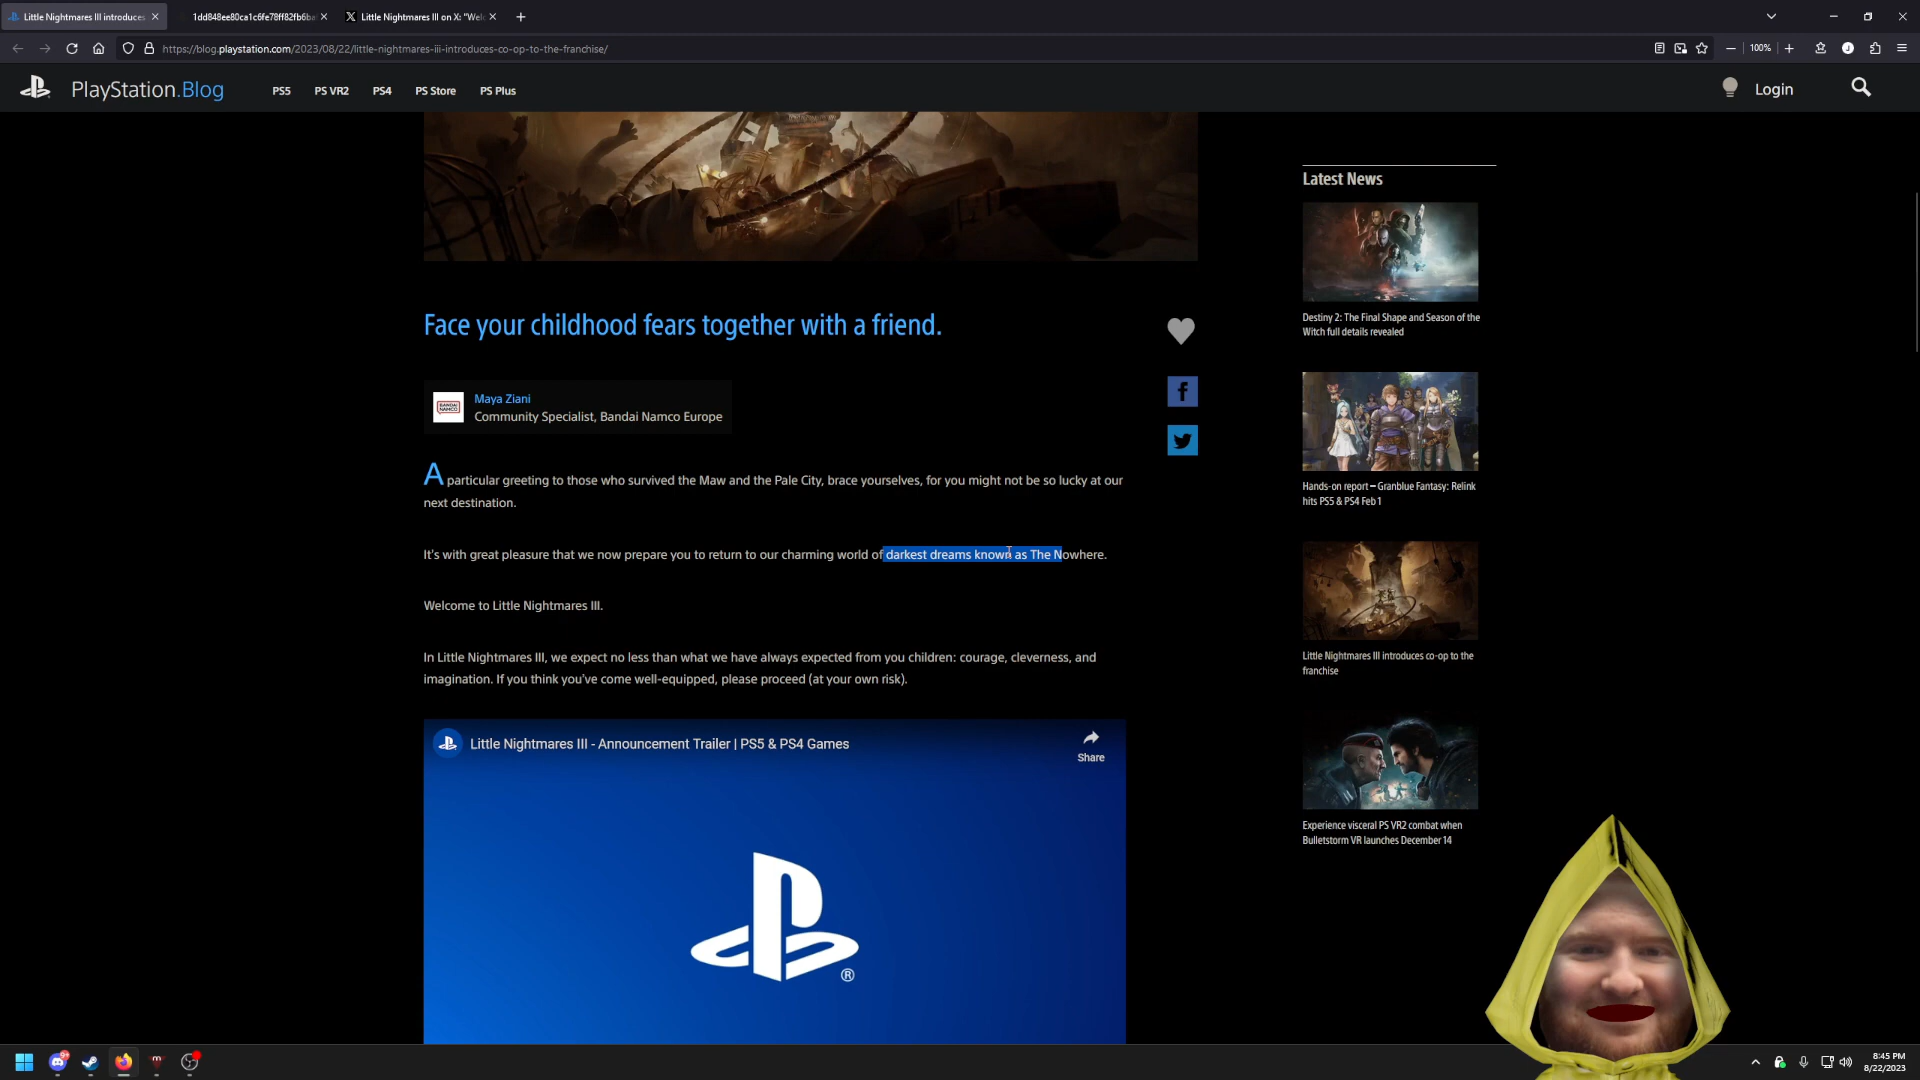 Little Nightmares III introduces
1dd848ee80ca1c6fe78ff82fb6ba
Little Nightmares III on X: "Welc
https://blog.playstation.com/2023/08/22/little-nightmares-iii-introduces-co-op-to-the-franchise/
100%
PlayStation.Blog
PS5
PS VR2
PS4
PS Store
PS Plus
Login
Face your childhood fears together with a friend.
BANDAI NAMCO
Maya Ziani
Community Specialist, Bandai Namco Europe
A particular greeting to those who survived the Maw and the Pale City, brace yourselves, for you might not be so lucky at our
next destination.
It's with great pleasure that we now prepare you to return to our charming world of darkest dreams known as The Nowhere.
Welcome to Little Nightmares III.
In Little Nightmares III, we expect no less than what we have always expected from you children: courage, cleverness, and
imagination. If you think you've come well-equipped, please proceed (at your own risk).
Little Nightmares III - Announcement Trailer | PS5 & PS4 Games
Share
®
Latest News
Destiny 2: The Final Shape and Season of the
Witch full details revealed
Hands-on report – Granblue Fantasy: Relink
hits PS5 & PS4 Feb 1
Little Nightmares III introduces co-op to the
franchise
Experience visceral PS VR2 combat when
Bulletstorm VR launches December 14
8:45 PM
8/22/2023